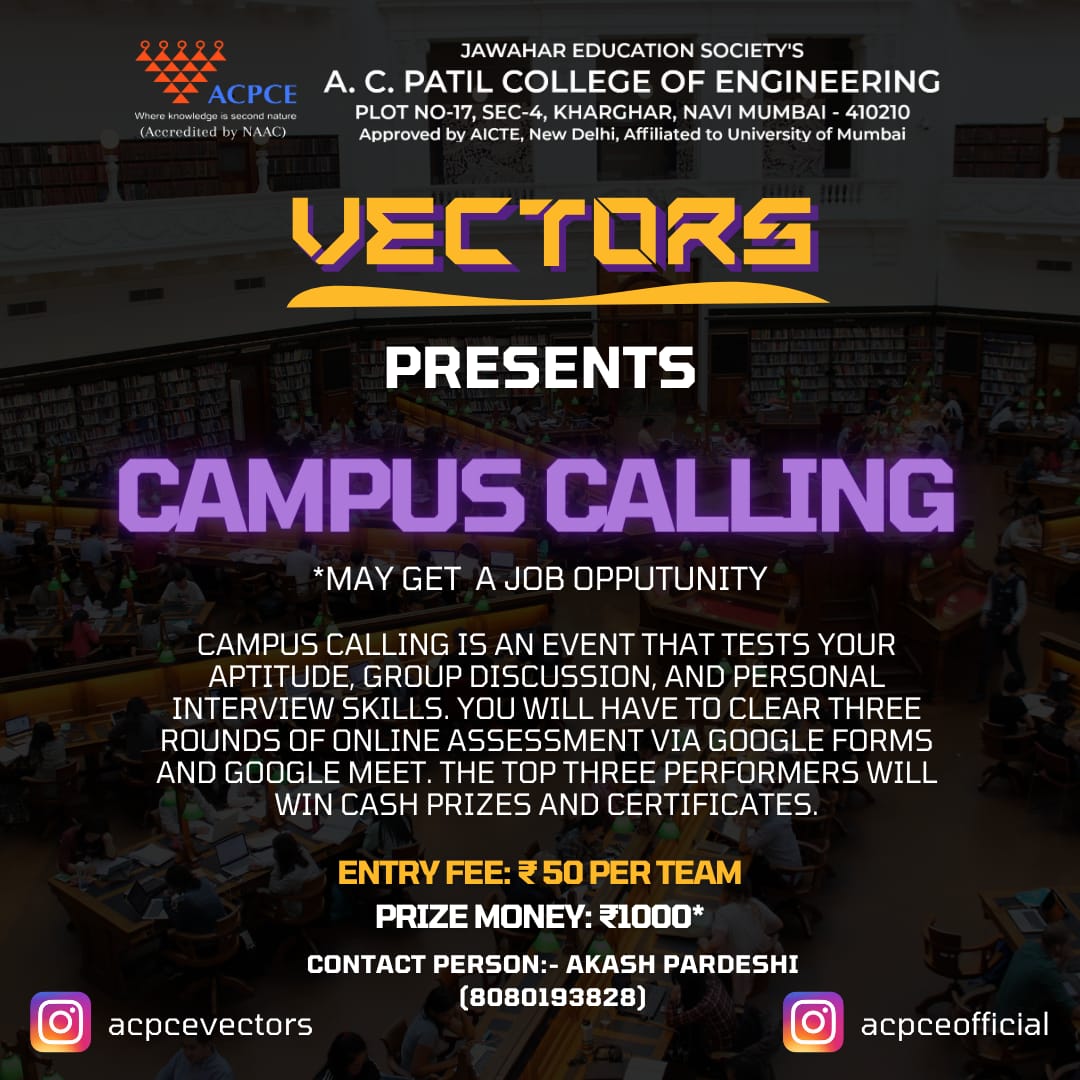 ACPCE
Where knowledge is second nature
(Accredited by NAAC)
JAWAHAR EDUCATION SOCIETY'S
A. C. PATIL COLLEGE OF ENGINEERING
PLOT NO-17, SEC-4, KHARGHAR, NAVI MUMBAI - 410210
Approved by AICTE, New Delhi, Affiliated to University of Mumbai
VECTORS
PRESENTS
CAMPUS CALLING
*MAY GET A JOB OPPUTUNITY
CAMPUS CALLING IS AN EVENT THAT TESTS YOUR
APTITUDE, GROUP DISCUSSION, AND PERSONAL
INTERVIEW SKILLS. YOU WILL HAVE TO CLEAR THREE
ROUNDS OF ONLINE ASSESSMENT VIA GOOGLE FORMS
AND GOOGLE MEET. THE TOP THREE PERFORMERS WILL
WIN CASH PRIZES AND CERTIFICATES.
ENTRY FEE: ₹ 50 PER TEAM
PRIZE MONEY: ₹1000*
CONTACT PERSON:- AKASH PARDESHI
(8080193828)
acpcevectors
acpceofficial